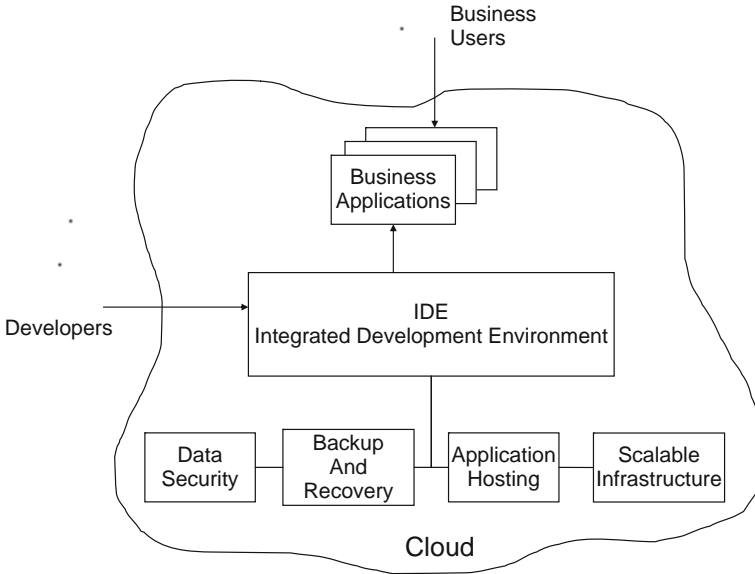 Business
Users
Business
Applications
IDE
Integrated Development Environment
Developers
Data
Security
Backup
And
Recovery
Application
Hosting
Scalable
Infrastructure
Cloud